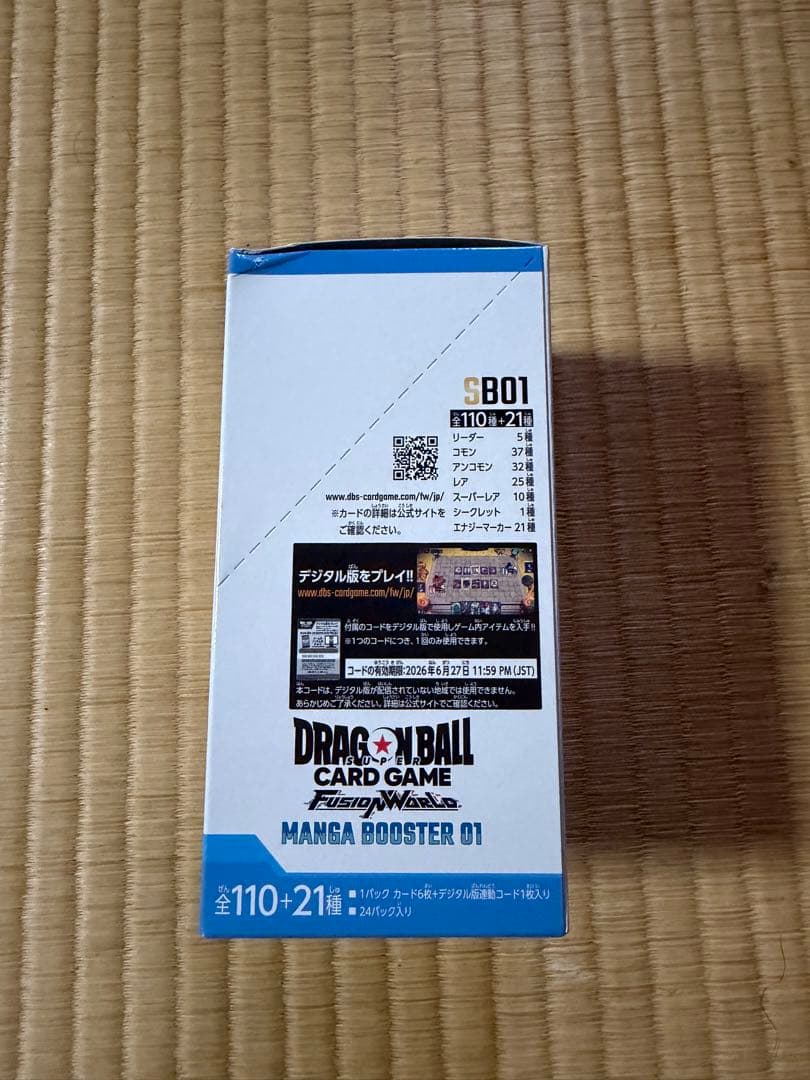 SB01
全110種+21種
リーダー 5種
コモン 37種
アンコモン 32種
レア 25種
スーパーレア 10種
シークレット 1種
エナジーマーカー 21種
www.dbs-cardgame.com/fw/jp/
※カードの詳細は公式サイトを
ご確認ください。
デジタル版をプレイ!!
www.dbs-cardgame.com/fw/jp/
付属のコードをデジタル版で使用しゲーム内アイテムを入手!!
※1つのコードにつき、1回のみ使用できます。
コードの有効期限:2026年6月27日 11:59 PM (JST)
本コードは、デジタル版が配信されていない地域では使用できません。
あらかじめご了承ください。詳細は公式サイトでご確認ください。
DRAGON BALL
SUPER
CARD GAME
FUSION WORLD
MANGA BOOSTER 01
全110+21種
■ 1パック カード6枚+デジタル版連動コード1枚入り
■ 24パック入り